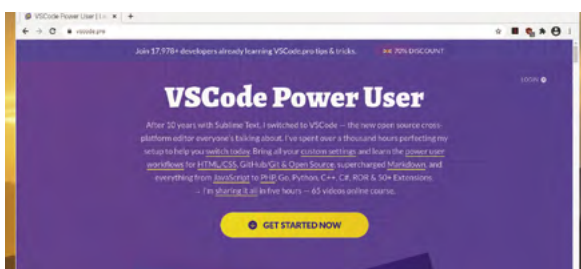 VSCode Power User | Le
vscode.pro
Join 17,978+ developers already learning VSCode.pro tips & tricks.
70% DISCOUNT
LOGIN
VSCode Power User
After 10 years with Sublime Text, I switched to VSCode — the new open source cross-
platform editor everyone's talking about. I've spent over a thousand hours perfecting my
setup to help you switch today. Bring all your custom settings and learn the power user
workflows for HTML/CSS, GitHub/Git & Open Source, supercharged Markdown, and
everything from JavaScript to PHP, Go, Python, C++, C#, ROR & 50+ Extensions.
→ I'm sharing it all in five hours — 65 videos online course.
GET STARTED NOW